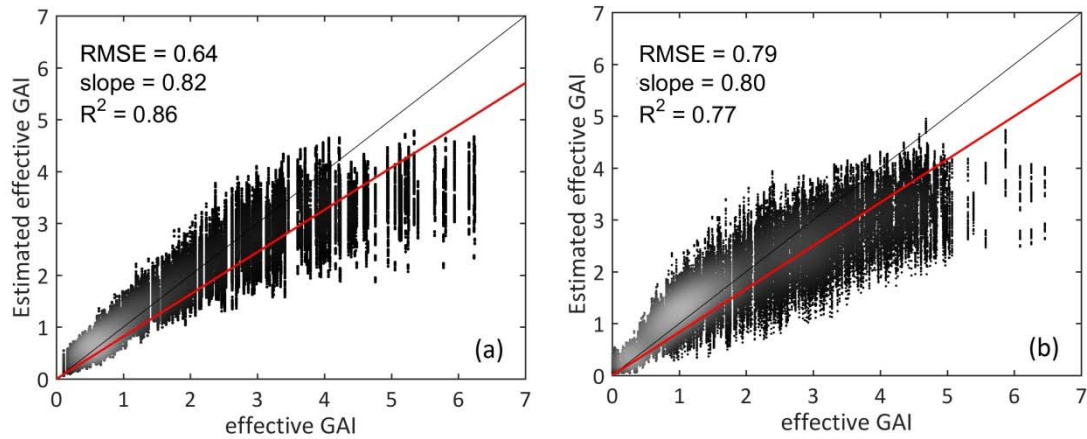 7
6
5
4
3
2
1
0
Estimated effective GAI
RMSE = 0.64
slope = 0.82
R² = 0.86
(a)
0 1 2 3 4 5 6 7
effective GAI
7
6
5
4
3
2
1
0
Estimated effective GAI
RMSE = 0.79
slope = 0.80
R² = 0.77
(b)
0 1 2 3 4 5 6 7
effective GAI